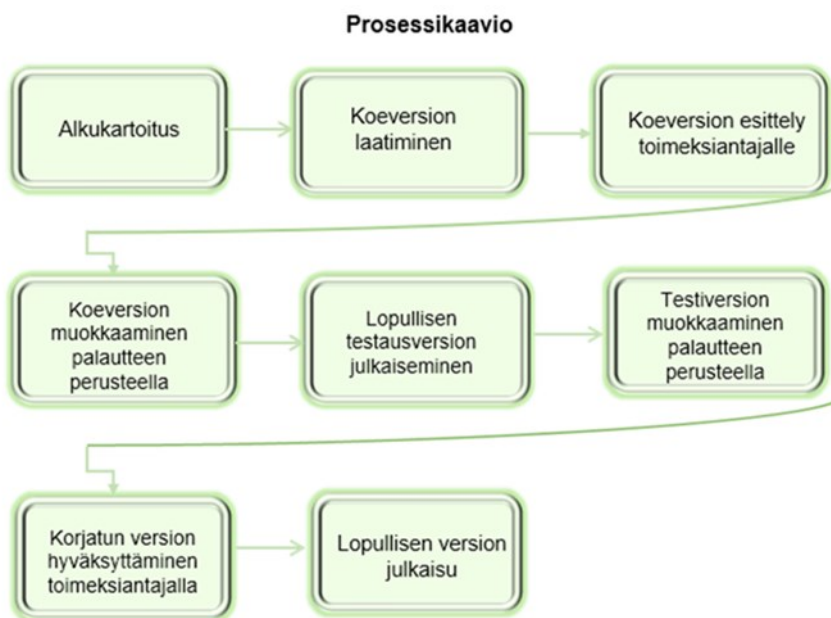 Prosessikaavio
Alkukartoitus
Koeversion
laatiminen
Koeversion esittely
toimeksiantajalle
Koeversion
muokkaaminen
palautteen
perusteella
Lopullisen
testausversion
julkaiseminen
Testiversion
muokkaaminen
palautteen
perusteella
Korjatun version
hyväksyttäminen
toimeksiantajalla
Lopullisen version
julkaisu